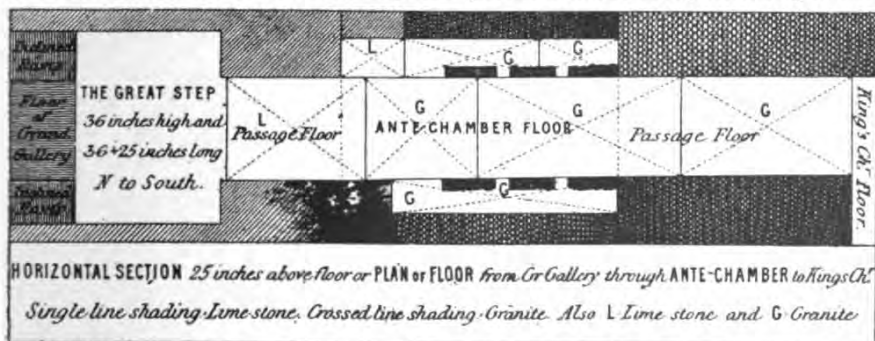 Inclined Ramp
L
G
G
THE GREAT STEP
36 inches high and
36+25 inches long
N to South.
Floor of Grand Gallery
L
Passage Floor
G
ANTE-CHAMBER FLOOR
G
Passage Floor
G
King's Chr. Floor.
Inclined Ramp
G
G
HORIZONTAL SECTION 25 inches above floor or PLAN of FLOOR from Gr Gallery through ANTE-CHAMBER to Kings Chr.
Single line shading-Lime stone. Crossed line shading-Granite Also L Lime stone and G Granite